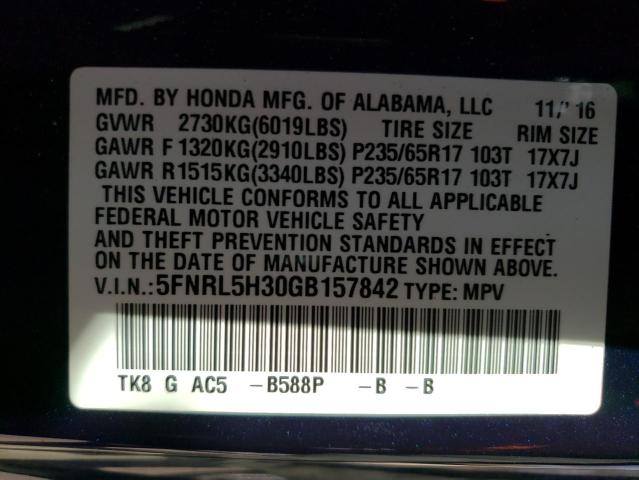 MFD. BY HONDA MFG. OF ALABAMA, LLC 11/ 16
GVWR 2730KG(6019LBS) TIRE SIZE RIM SIZE
GAWR F 1320KG(2910LBS) P235/65R17 103T 17X7J
GAWR R1515KG(3340LBS) P235/65R17 103T 17X7J
THIS VEHICLE CONFORMS TO ALL APPLICABLE
FEDERAL MOTOR VEHICLE SAFETY
AND THEFT PREVENTION STANDARDS IN EFFECT
ON THE DATE OF MANUFACTURE SHOWN ABOVE.
V.I.N.:5FNRL5H30GB157842 TYPE: MPV
TK8 G AC5 -B588P -B -B